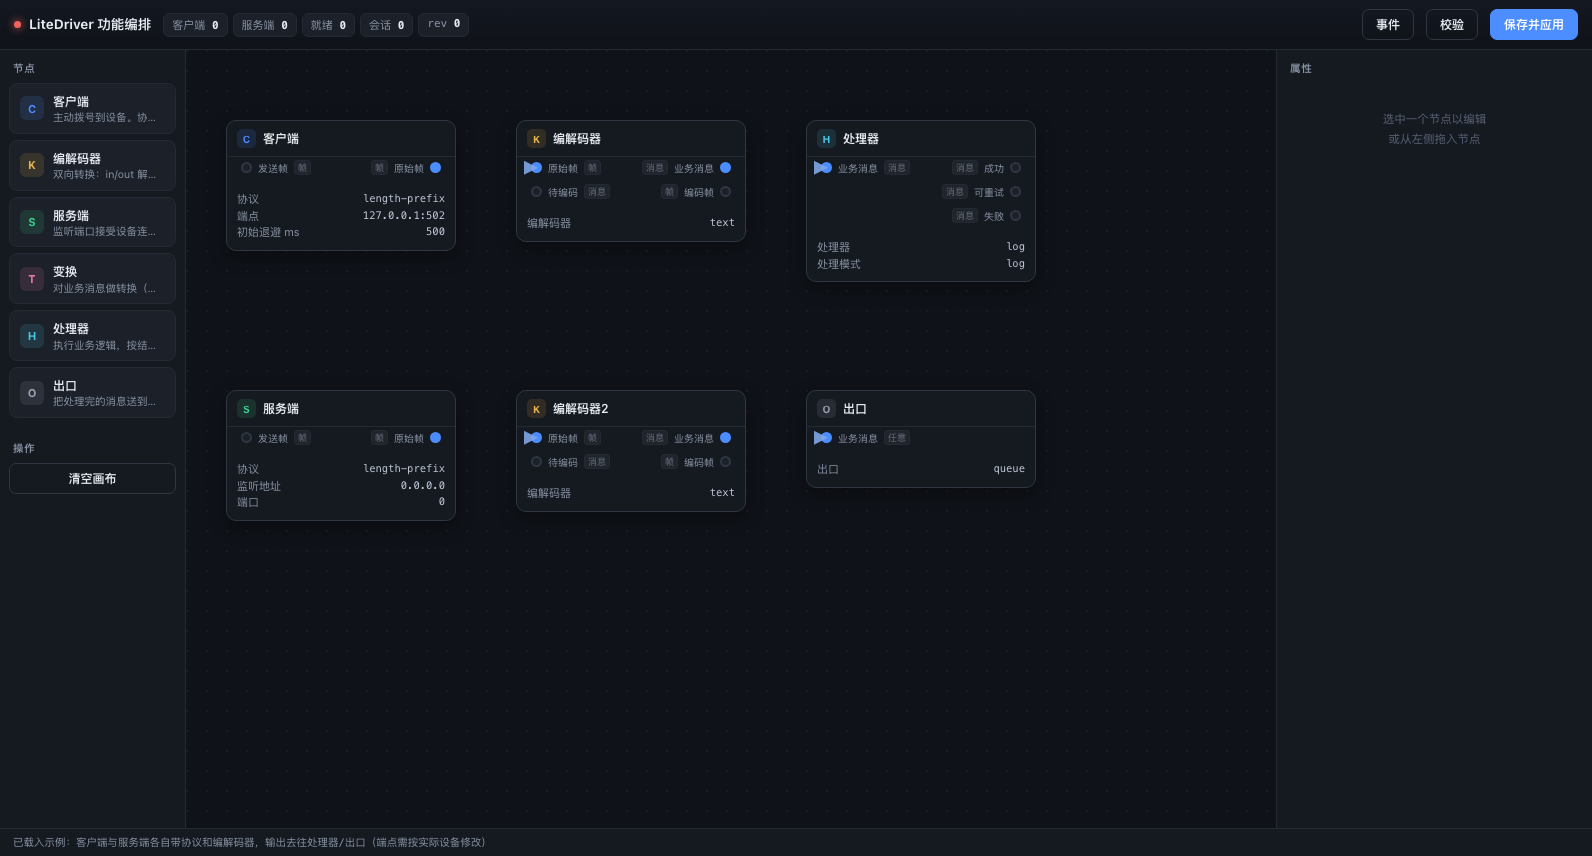 LiteDriver 功能编排
客户端 0
服务端 0
就绪 0
会话 0
rev 0
事件
校验
保存并应用
节点
C
客户端
主动拨号到设备。协...
K
编解码器
双向转换：in/out 解...
S
服务端
监听端口接受设备连...
T
变换
对业务消息做转换（...
H
处理器
执行业务逻辑，按结...
O
出口
把处理完的消息送到...
操作
清空画布
C 客户端
发送帧 帧 帧 原始帧
协议 length-prefix
端点 127.0.0.1:502
初始退避 ms 500
K 编解码器
原始帧 帧 消息 业务消息
待编码 消息 帧 编码帧
编解码器 text
H 处理器
业务消息 消息 消息 成功
消息 可重试
消息 失败
处理器 log
处理模式 log
S 服务端
发送帧 帧 帧 原始帧
协议 length-prefix
监听地址 0.0.0.0
端口 0
K 编解码器2
原始帧 帧 消息 业务消息
待编码 消息 帧 编码帧
编解码器 text
O 出口
业务消息 任意
出口 queue
属性
选中一个节点以编辑
或从左侧拖入节点
已载入示例：客户端与服务端各自带协议和编解码器，输出去往处理器/出口（端点需按实际设备修改）